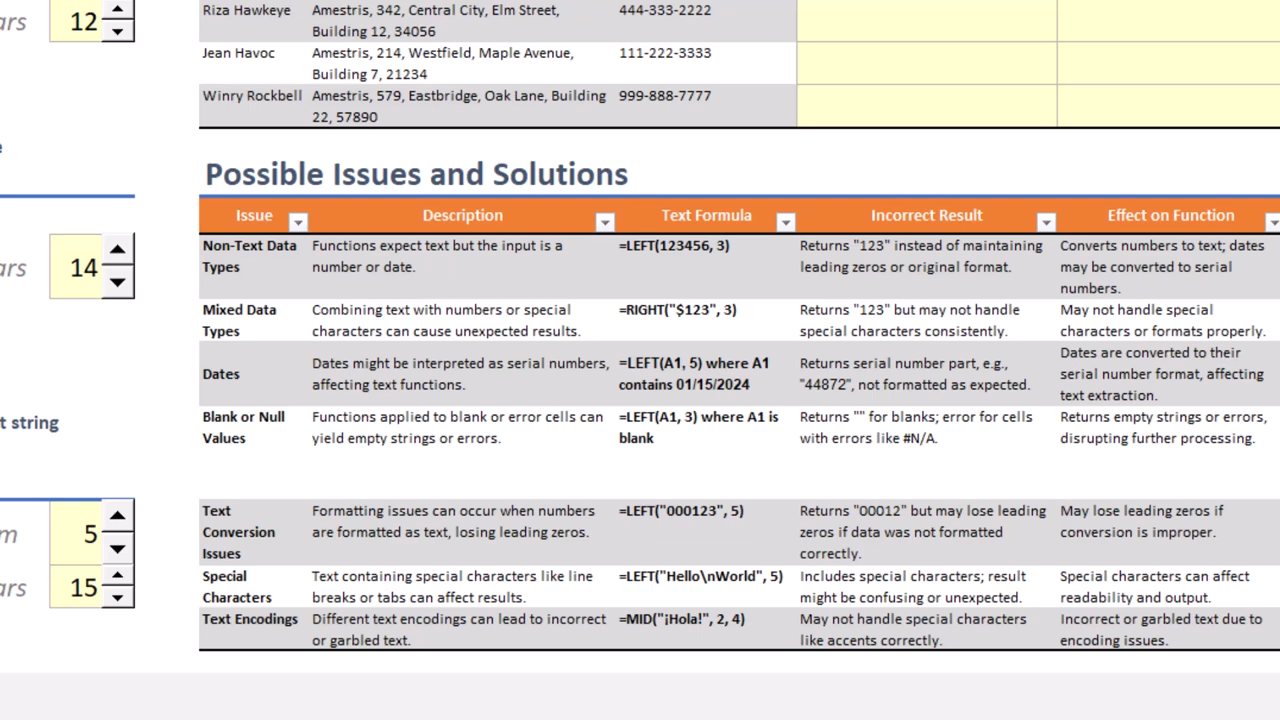 ars
12
Riza Hawkeye
Amestris, 342, Central City, Elm Street,
Building 12, 34056
444-333-2222
Jean Havoc
Amestris, 214, Westfield, Maple Avenue,
Building 7, 21234
111-222-3333
Winry Rockbell
Amestris, 579, Eastbridge, Oak Lane, Building
22, 57890
999-888-7777
e
Possible Issues and Solutions
Issue
Description
Text Formula
Incorrect Result
Effect on Function
Non-Text Data
Types
Functions expect text but the input is a
number or date.
=LEFT(123456, 3)
Returns "123" instead of maintaining
leading zeros or original format.
Converts numbers to text; dates
may be converted to serial
numbers.
ars
14
Mixed Data
Types
Combining text with numbers or special
characters can cause unexpected results.
=RIGHT("$123", 3)
Returns "123" but may not handle
special characters consistently.
May not handle special
characters or formats properly.
Dates
Dates might be interpreted as serial numbers,
affecting text functions.
=LEFT(A1, 5) where A1
contains 01/15/2024
Returns serial number part, e.g.,
"44872", not formatted as expected.
Dates are converted to their
serial number format, affecting
text extraction.
t string
Blank or Null
Values
Functions applied to blank or error cells can
yield empty strings or errors.
=LEFT(A1, 3) where A1 is
blank
Returns "" for blanks; error for cells
with errors like #N/A.
Returns empty strings or errors,
disrupting further processing.
m
5
Text
Conversion
Issues
Formatting issues can occur when numbers
are formatted as text, losing leading zeros.
=LEFT("000123", 5)
Returns "00012" but may lose leading
zeros if data was not formatted
correctly.
May lose leading zeros if
conversion is improper.
ars
15
Special
Characters
Text containing special characters like line
breaks or tabs can affect results.
=LEFT("Hello\nWorld", 5)
Includes special characters; result
might be confusing or unexpected.
Special characters can affect
readability and output.
Text Encodings
Different text encodings can lead to incorrect
or garbled text.
=MID("¡Hola!", 2, 4)
May not handle special characters
like accents correctly.
Incorrect or garbled text due to
encoding issues.